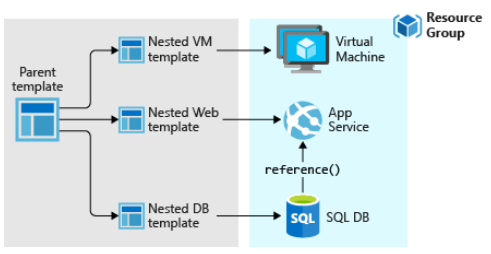 Resource
Group
Nested VM
template
Virtual
Machine
Parent
template
Nested Web
template
App
Service
reference()
Nested DB
template
SQL
SQL DB